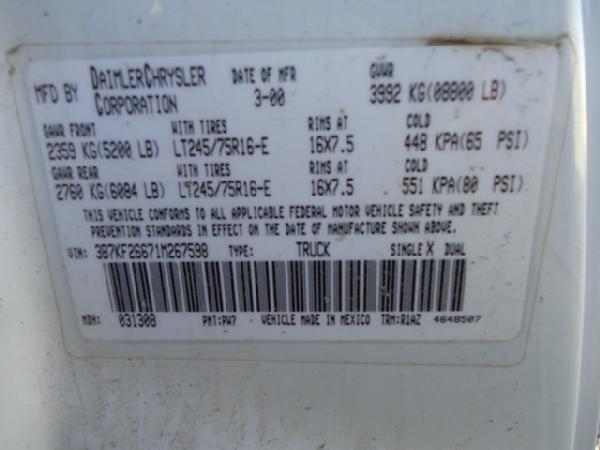 MFD BY DAIMLERCHRYSLER CORPORATION DATE OF MFR 3-00 GVWR 3992 KG(08800 LB)
GAWR FRONT WITH TIRES RIMS AT COLD
2359 KG(5200 LB) LT245/75R16-E 16X7.5 448 KPA(65 PSI)
GAWR REAR WITH TIRES RIMS AT COLD
2760 KG(6084 LB) LT245/75R16-E 16X7.5 551 KPA(80 PSI)
THIS VEHICLE CONFORMS TO ALL APPLICABLE FEDERAL MOTOR VEHICLE SAFETY AND THEFT
PREVENTION STANDARDS IN EFFECT ON THE DATE OF MANUFACTURE SHOWN ABOVE.
VIN: 3B7KF26671M267598 TYPE: TRUCK SINGLE X DUAL
MDH: 031308 PNT:PW7 VEHICLE MADE IN MEXICO TRM:R1AZ 4648507